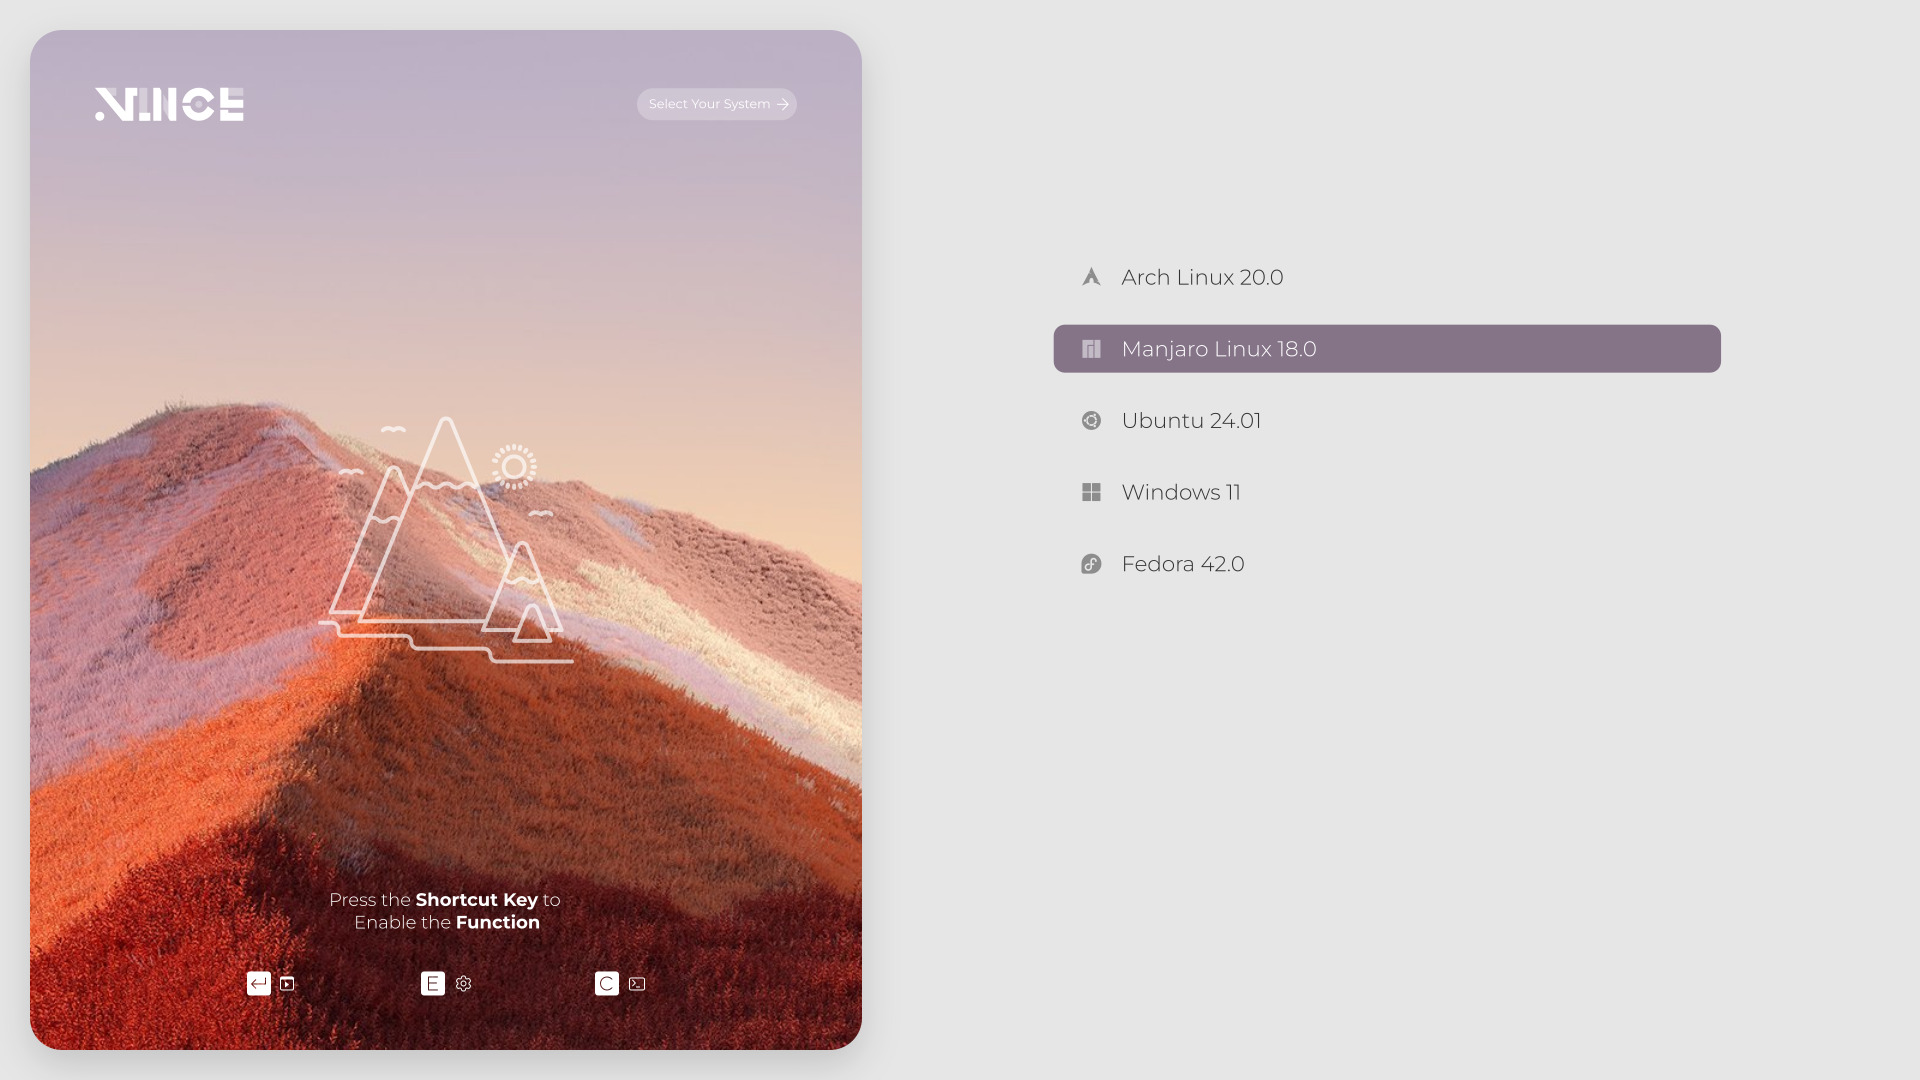 VINCE
Select Your System
Press the Shortcut Key to
Enable the Function
E
C
Arch Linux 20.0
Manjaro Linux 18.0
Ubuntu 24.01
Windows 11
Fedora 42.0